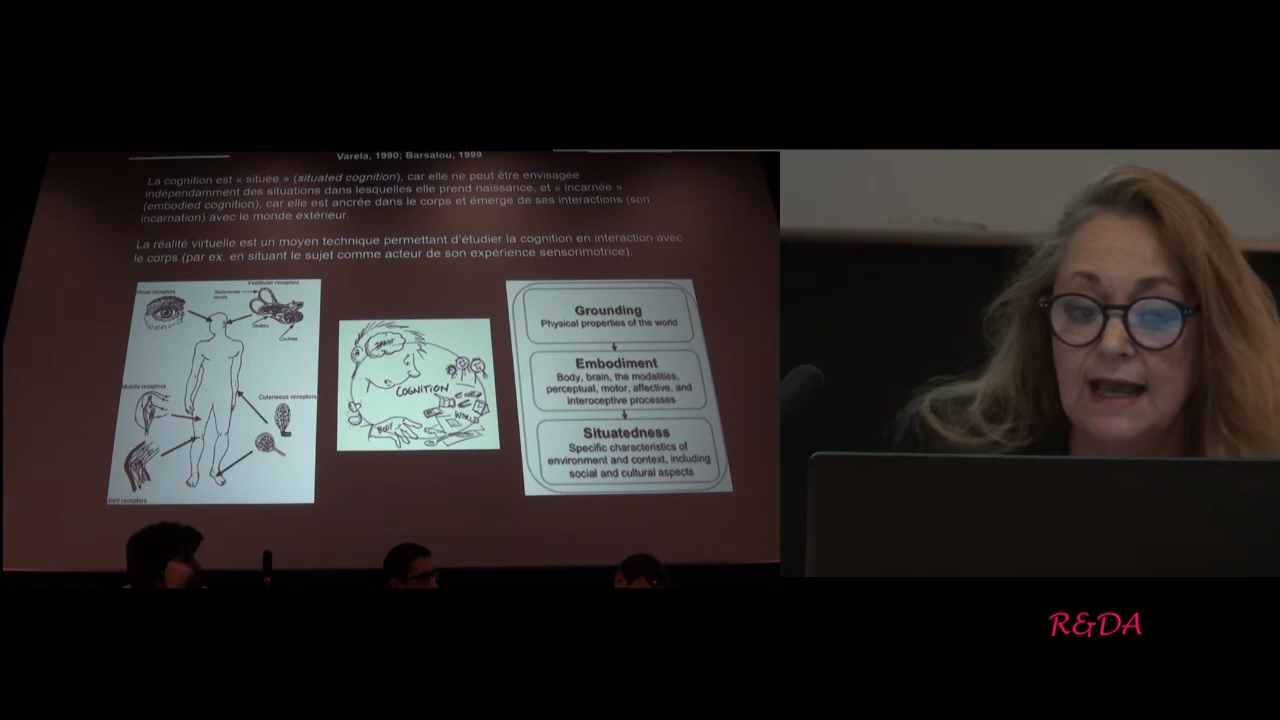 Varela, 1990; Barsalou, 1999
La cognition est « située » (situated cognition), car elle ne peut être envisagée
indépendamment des situations dans lesquelles elle prend naissance, et « incarnée »
(embodied cognition), car elle est ancrée dans le corps et émerge de ses interactions (son
incarnation) avec le monde extérieur.
La réalité virtuelle est un moyen technique permettant d'étudier la cognition en interaction avec
le corps (par ex. en situant le sujet comme acteur de son expérience sensorimotrice).
Visual receptors
Vestibular receptors
Semicircular
canals
Cochlea
Muscle receptors
Cutaneous receptors
Joint receptors
BRAIN
COGNITION
WORLD
BODY
Grounding
Physical properties of the world
Embodiment
Body, brain, the modalities,
perceptual, motor, affective, and
interoceptive processes
Situatedness
Specific characteristics of
environment and context, including
social and cultural aspects
R&DA